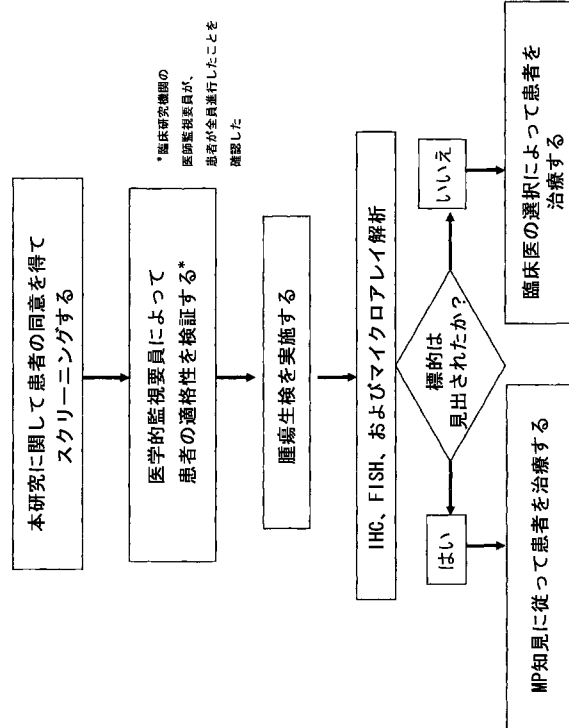 本研究に関して患者の同意を得て
スクリーニングする
医学的監視要員によって
患者の適格性を検証する*
*臨床研究機関の
医師監視要員が、
患者が全員進行したことを
確認した
腫瘍生検を実施する
IHC、FISH、およびマイクロアレイ解析
標的は
見出されたか?
はい
いいえ
MP知見に従って患者を治療する
臨床医の選択によって患者を
治療する